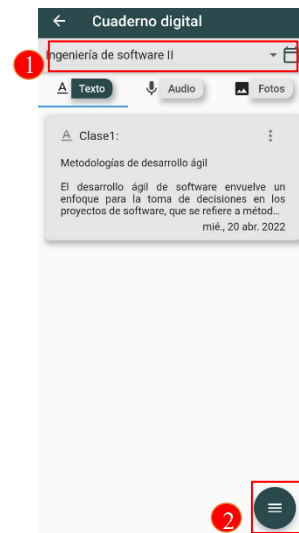 Cuaderno digital
1
Ingeniería de software II
A Texto
Audio
Fotos
A Clase1:
Metodologías de desarrollo ágil
El desarrollo ágil de software envuelve un
enfoque para la toma de decisiones en los
proyectos de software, que se refiere a métod...
mié., 20 abr. 2022
2